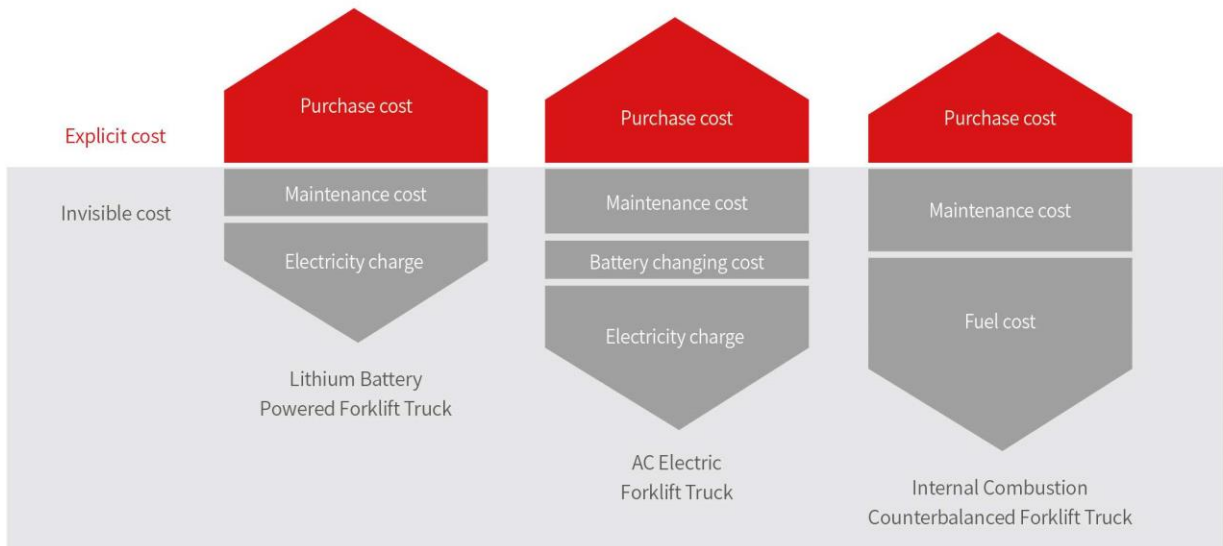 Explicit cost
Invisible cost
Purchase cost
Maintenance cost
Electricity charge
Lithium Battery
Powered Forklift Truck
Purchase cost
Maintenance cost
Battery changing cost
Electricity charge
AC Electric
Forklift Truck
Purchase cost
Maintenance cost
Fuel cost
Internal Combustion
Counterbalanced Forklift Truck